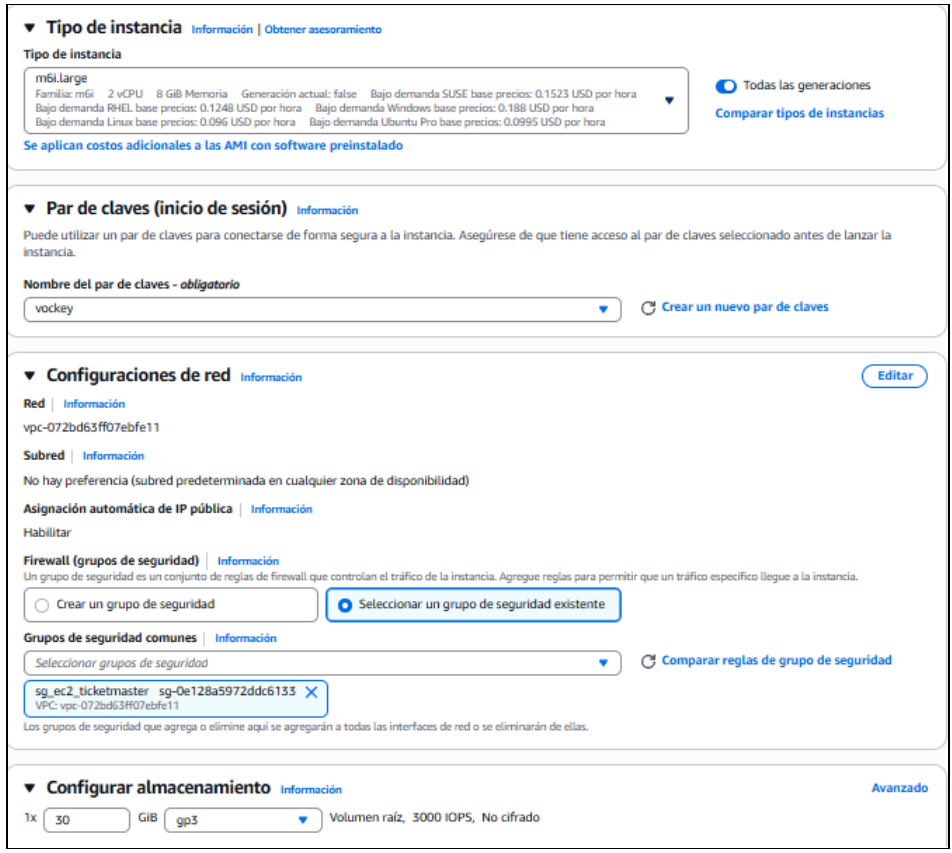 Tipo de instancia Información | Obtener asesoramiento
Tipo de instancia
m6i.large
Familia: m6i 2 vCPU 8 GiB Memoria Generación actual: false Bajo demanda SUSE base precios: 0.1523 USD por hora
Bajo demanda RHEL base precios: 0.1248 USD por hora Bajo demanda Windows base precios: 0.188 USD por hora
Bajo demanda Linux base precios: 0.096 USD por hora Bajo demanda Ubuntu Pro base precios: 0.0995 USD por hora
Todas las generaciones
Comparar tipos de instancias
Se aplican costos adicionales a las AMI con software preinstalado
Par de claves (inicio de sesión) Información
Puede utilizar un par de claves para conectarse de forma segura a la instancia. Asegúrese de que tiene acceso al par de claves seleccionado antes de lanzar la
instancia.
Nombre del par de claves - obligatorio
vockey
Crear un nuevo par de claves
Configuraciones de red Información
Editar
Red | Información
vpc-072bd63ff07ebfe11
Subred | Información
No hay preferencia (subred predeterminada en cualquier zona de disponibilidad)
Asignación automática de IP pública | Información
Habilitar
Firewall (grupos de seguridad) | Información
Un grupo de seguridad es un conjunto de reglas de firewall que controlan el tráfico de la instancia. Agregue reglas para permitir que un tráfico específico llegue a la instancia.
Crear un grupo de seguridad
Seleccionar un grupo de seguridad existente
Grupos de seguridad comunes | Información
Seleccionar grupos de seguridad
Comparar reglas de grupo de seguridad
sg_ec2_ticketmaster sg-0e128a5972ddc6133
VPC: vpc-072bd63ff07ebfe11
Los grupos de seguridad que agrega o elimine aquí se agregarán a todas las interfaces de red o se eliminarán de ellas.
Configurar almacenamiento Información
Avanzado
1x 30 GiB gp3 Volumen raíz, 3000 IOPS, No cifrado